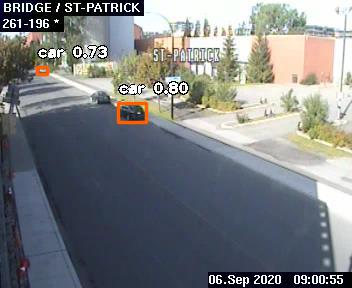 BRIDGE / ST-PATRICK
261-196 *
car 0.73
ST-PATRICK
car 0.80
06.Sep 2020 09:00:55